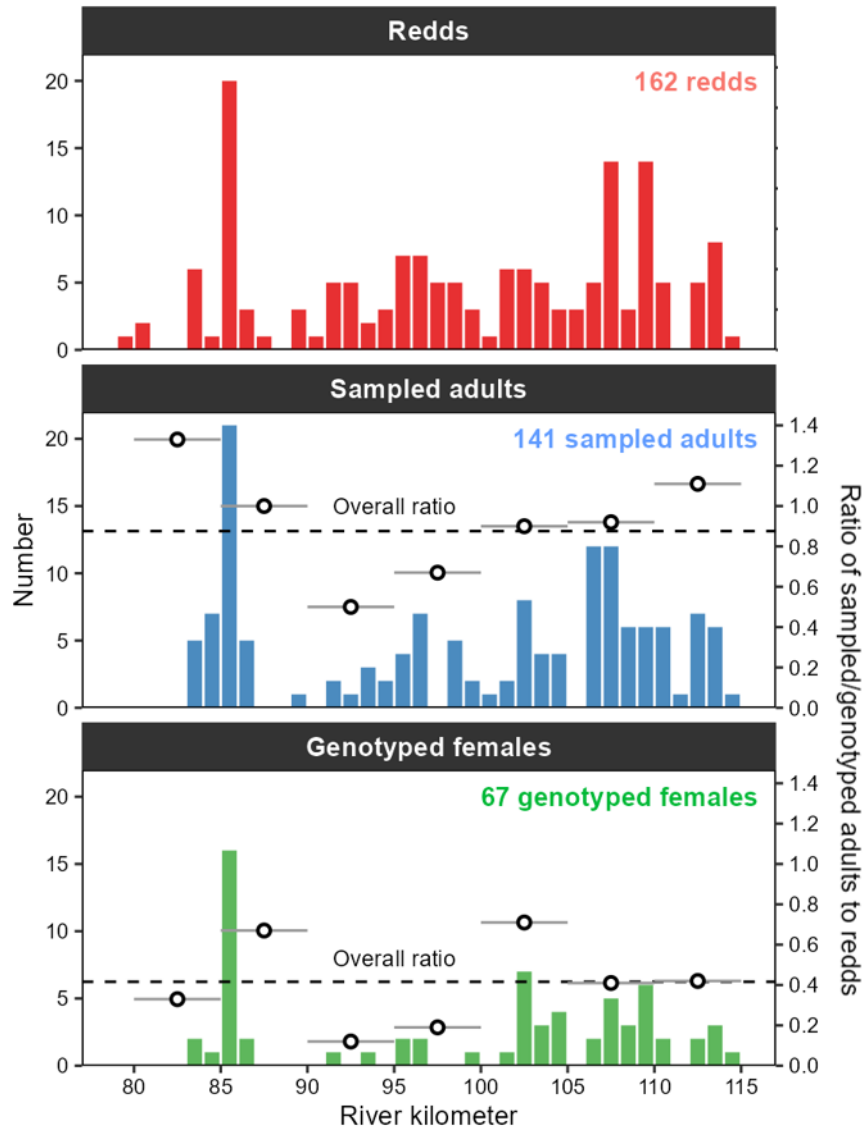 Redds
162 redds
20
15
10
5
0
Sampled adults
141 sampled adults
Overall ratio
20
15
10
5
0
1.4
1.2
1.0
0.8
0.6
0.4
0.2
0.0
Number
Ratio of sampled/genotyped adults to redds
Genotyped females
67 genotyped females
Overall ratio
20
15
10
5
0
1.4
1.2
1.0
0.8
0.6
0.4
0.2
0.0
80 85 90 95 100 105 110 115
River kilometer